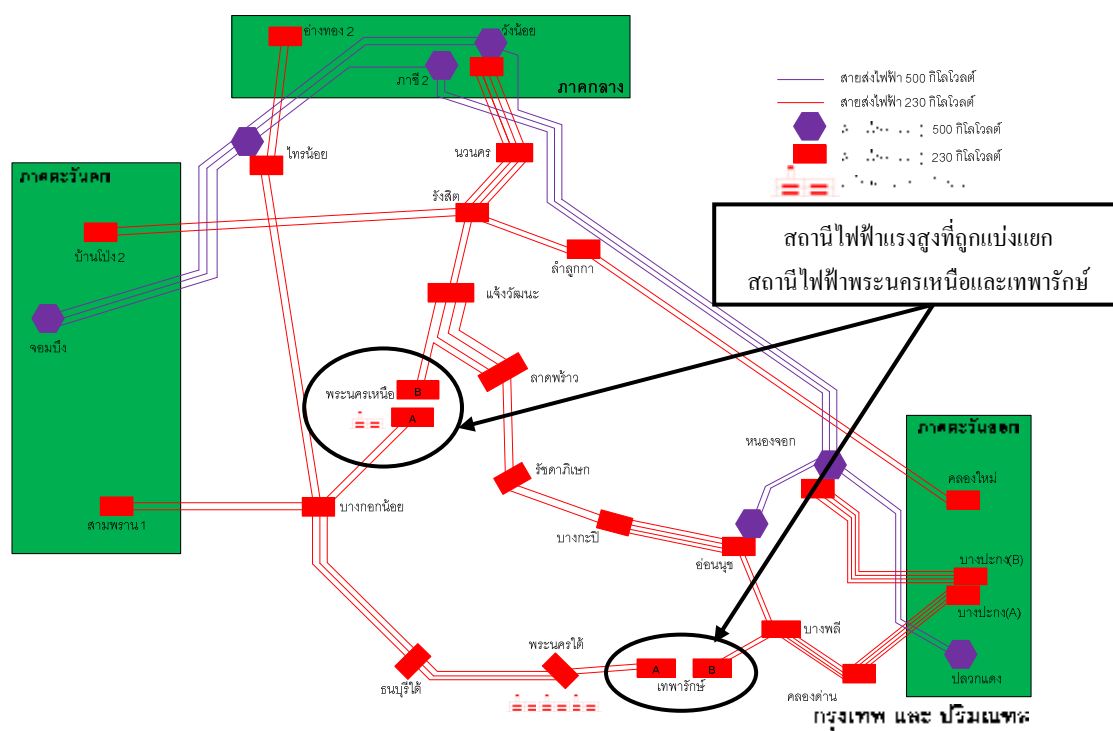 อ่างทอง 2
วังน้อย
ภาชี 2
ภาคกลาง
สายส่งไฟฟ้า 500 กิโลโวลต์
สายส่งไฟฟ้า 230 กิโลโวลต์
: 500 กิโลโวลต์
: 230 กิโลโวลต์
ไทรน้อย
นวนคร
ภาคตะวันตก
รังสิต
บ้านโป่ง 2
ลำลูกกา
สถานีไฟฟ้าแรงสูงที่ถูกแบ่งแยก
สถานีไฟฟ้าพระนครเหนือและเทพารักษ์
แจ้งวัฒนะ
จอมบึง
ลาดพร้าว
พระนครเหนือ
B
A
หนองจอก
ภาคตะวันออก
รัชดาภิเษก
คลองใหม่
สามพราน 1
บางกอกน้อย
บางกะปิ
อ่อนนุช
บางปะกง(B)
บางปะกง(A)
บางพลี
พระนครใต้
A
B
เทพารักษ์
ธนบุรีใต้
คลองด่าน
ปลวกแดง
กรุงเทพ และ ปริมณฑล